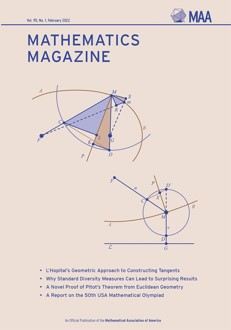 Vol. 95, No. 1, February 2022
MAA
MATHEMATICS
MAGAZINE
• L'Hopital's Geometric Approach to Constructing Tangents
• Why Standard Diversity Measures Can Lead to Surprising Results
• A Novel Proof of Pitot's Theorem from Euclidean Geometry
• A Report on the 50th USA Mathematical Olympiad
An Official Publication of the Mathematical Association of America